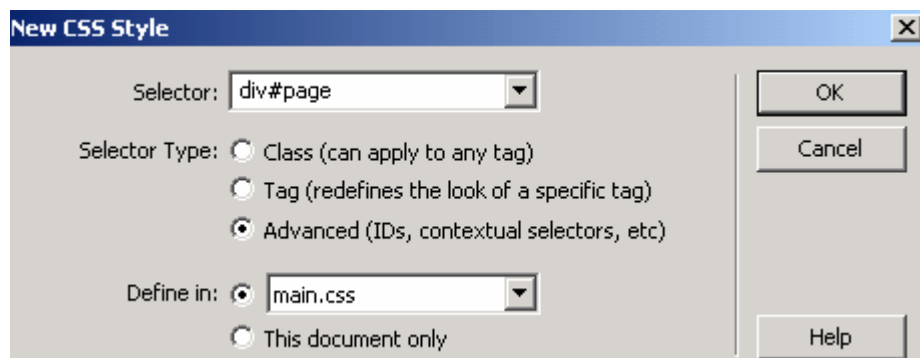 New CSS Style
Selector: div#page
OK
Selector Type: Class (can apply to any tag)
Cancel
Tag (redefines the look of a specific tag)
Advanced (IDs, contextual selectors, etc)
Define in: main.css
This document only
Help